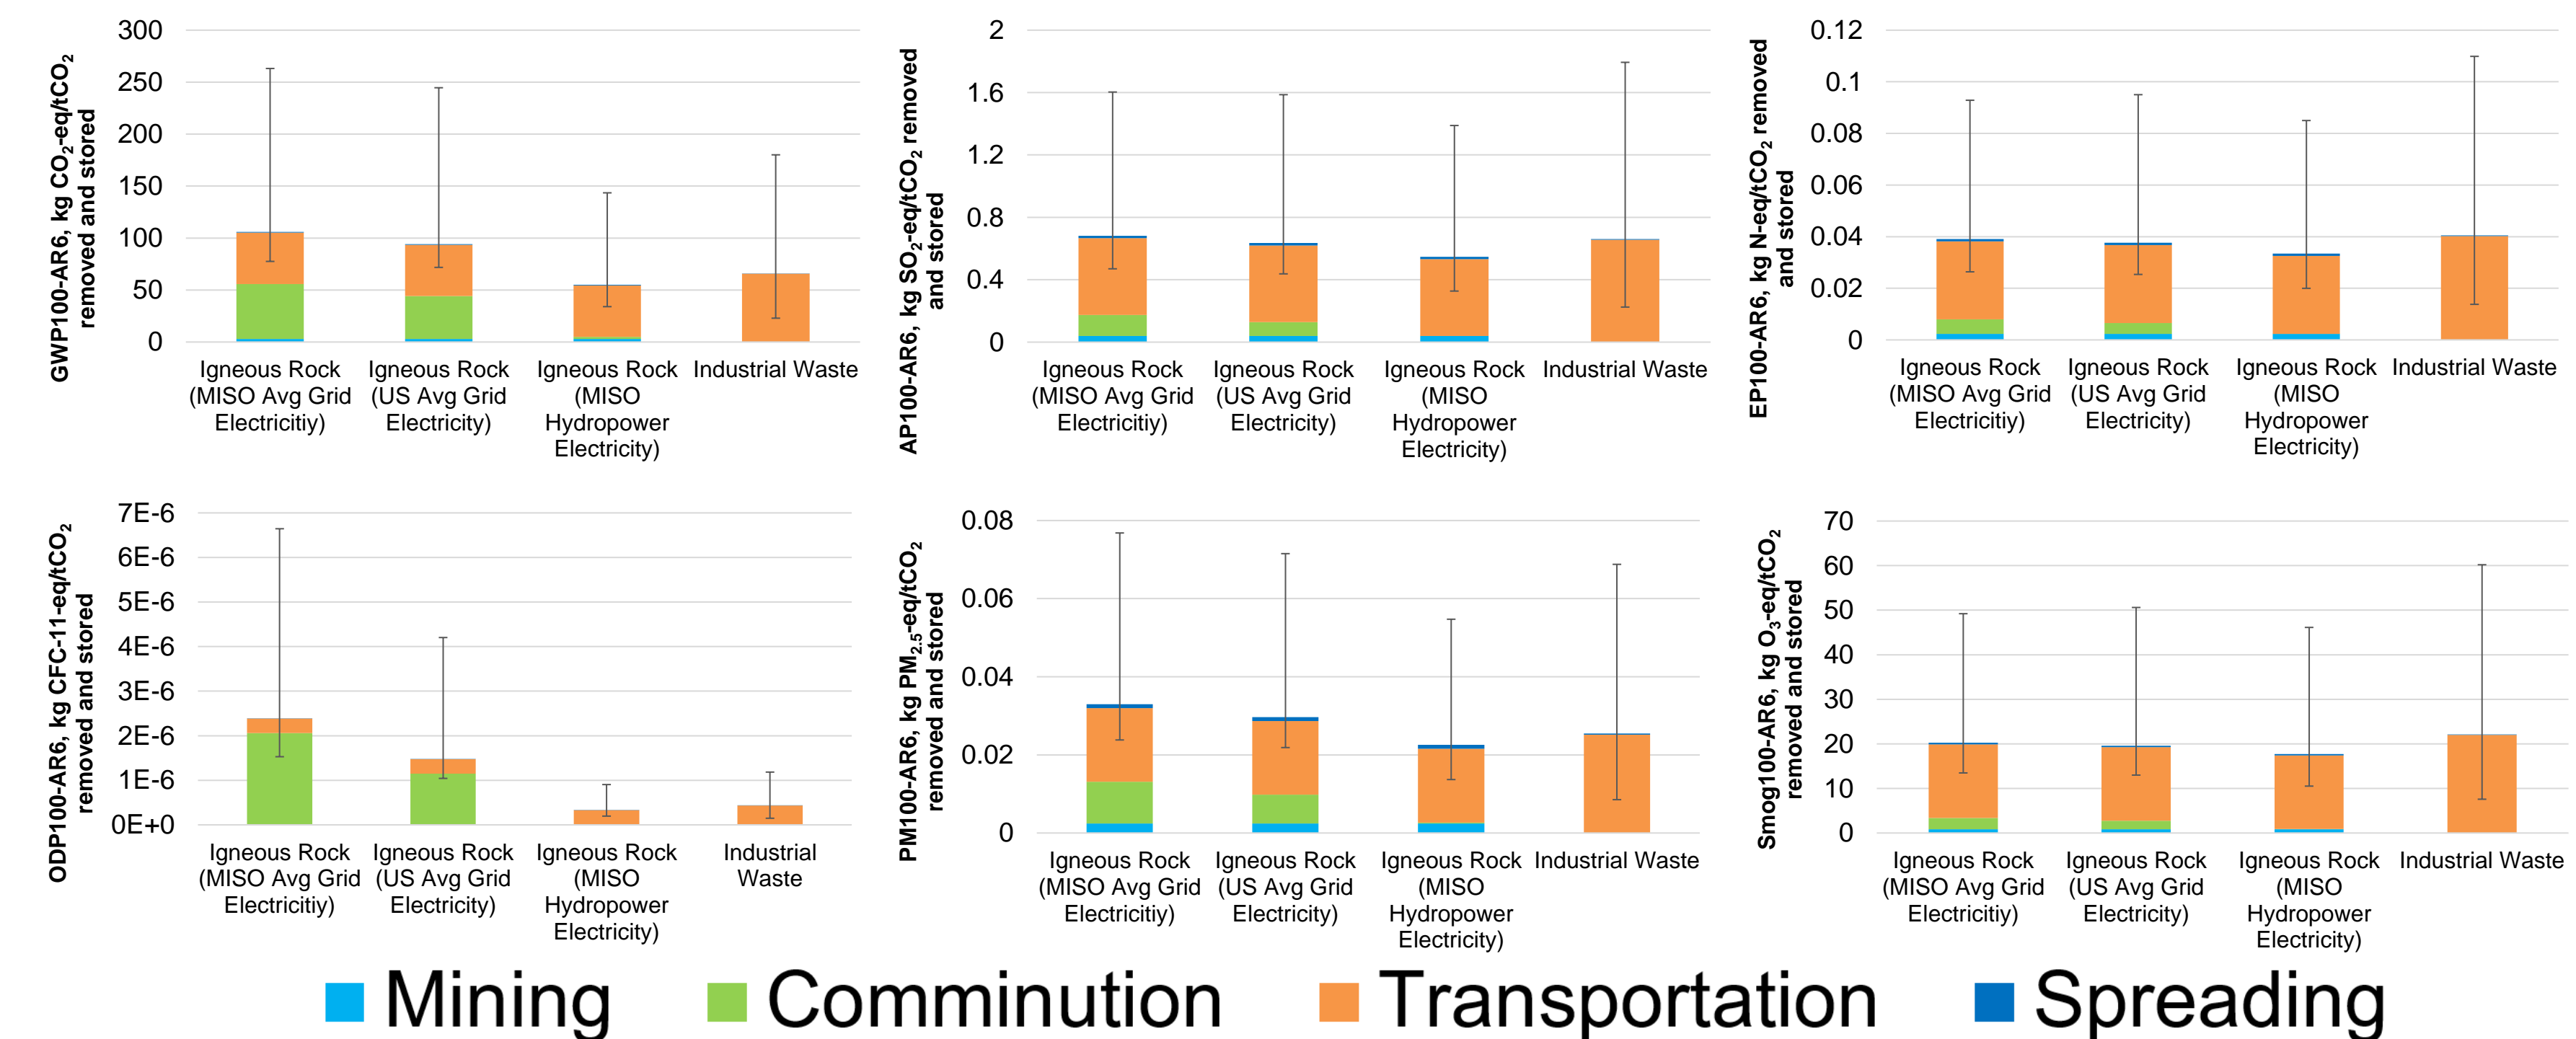 GWP100-AR6, kg CO2-eq/tCO2
removed and stored
300
250
200
150
100
50
0
Igneous Rock
(MISO Avg Grid
Electricitiy)
Igneous Rock
(US Avg Grid
Electricity)
Igneous Rock
(MISO
Hydropower
Electricity)
Industrial Waste
AP100-AR6, kg SO2-eq/tCO2 removed
and stored
2
1.6
1.2
0.8
0.4
0
Igneous Rock
(MISO Avg Grid
Electricitiy)
Igneous Rock
(US Avg Grid
Electricity)
Igneous Rock
(MISO
Hydropower
Electricity)
Industrial Waste
EP100-AR6, kg N-eq/tCO2 removed
and stored
0.12
0.1
0.08
0.06
0.04
0.02
0
Igneous Rock
(MISO Avg Grid
Electricitiy)
Igneous Rock
(US Avg Grid
Electricity)
Igneous Rock
(MISO
Hydropower
Electricity)
Industrial Waste
ODP100-AR6, kg CFC-11-eq/tCO2
removed and stored
7E-6
6E-6
5E-6
4E-6
3E-6
2E-6
1E-6
0E+0
Igneous Rock
(MISO Avg Grid
Electricitiy)
Igneous Rock
(US Avg Grid
Electricity)
Igneous Rock
(MISO
Hydropower
Electricity)
Industrial
Waste
PM100-AR6, kg PM2.5-eq/tCO2
removed and stored
0.08
0.06
0.04
0.02
0
Igneous Rock
(MISO Avg Grid
Electricitiy)
Igneous Rock
(US Avg Grid
Electricity)
Igneous Rock
(MISO
Hydropower
Electricity)
Industrial Waste
Smog100-AR6, kg O3-eq/tCO2
removed and stored
70
60
50
40
30
20
10
0
Igneous Rock
(MISO Avg Grid
Electricitiy)
Igneous Rock
(US Avg Grid
Electricity)
Igneous Rock
(MISO
Hydropower
Electricity)
Industrial Waste
Mining Comminution Transportation Spreading